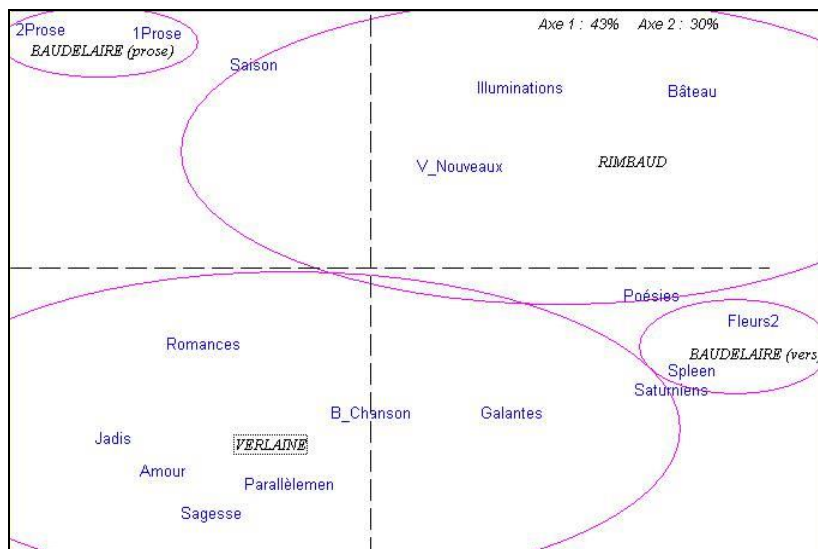 Axe 1 : 43% Axe 2 : 30%
2Prose
1Prose
BAUDELAIRE (prose)
Saison
Illuminations
Bâteau
V_Nouveaux
RIMBAUD
Poésies
Fleurs2
Romances
BAUDELAIRE (vers)
Spleen
Saturniens
B_Chanson
Galantes
Jadis
VERLAINE
Amour
Parallèlemen
Sagesse